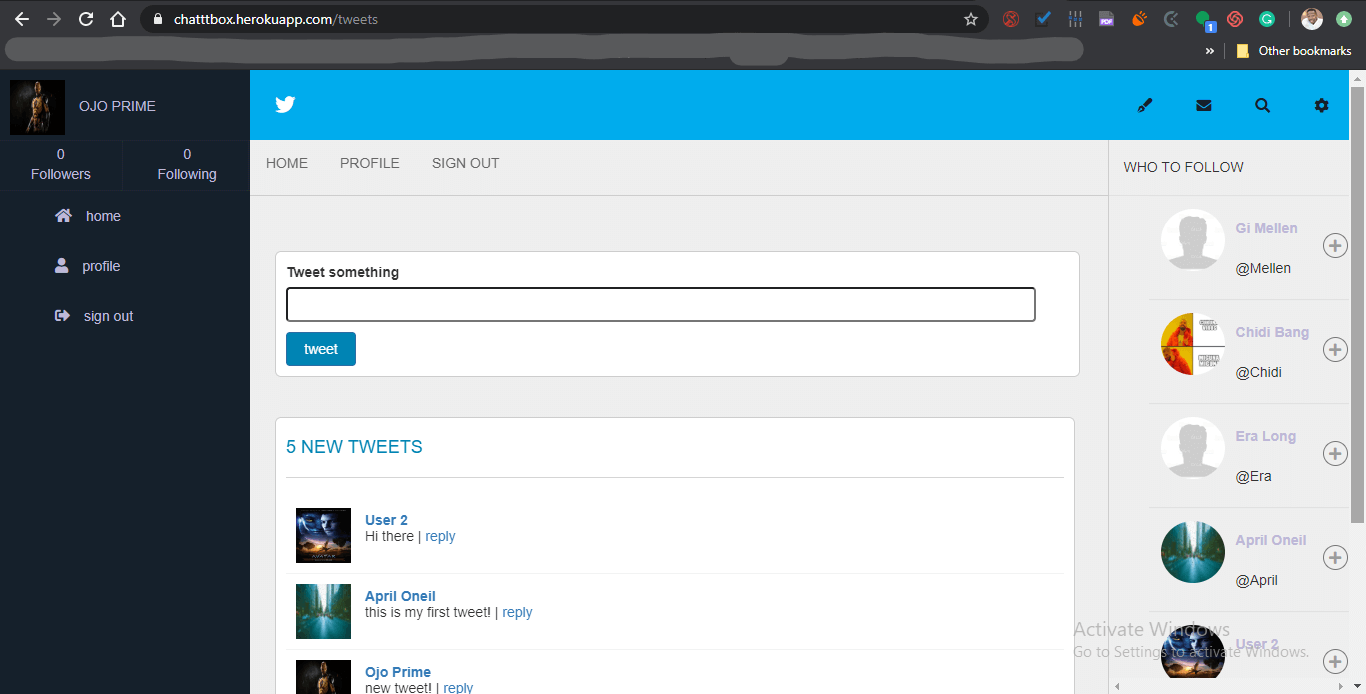 chatttbox.herokuapp.com/tweets
PDF
1
G
» Other bookmarks
OJO PRIME
0 0
Followers Following
home
profile
sign out
HOME PROFILE SIGN OUT
Tweet something
tweet
5 NEW TWEETS
User 2
Hi there | reply
April Oneil
this is my first tweet! | reply
Ojo Prime
new tweet! | reply
WHO TO FOLLOW
Gi Mellen
@Mellen
Chidi Bang
@Chidi
Era Long
@Era
April Oneil
@April
User 2
Activate Windows
Go to Settings to activate Windows.